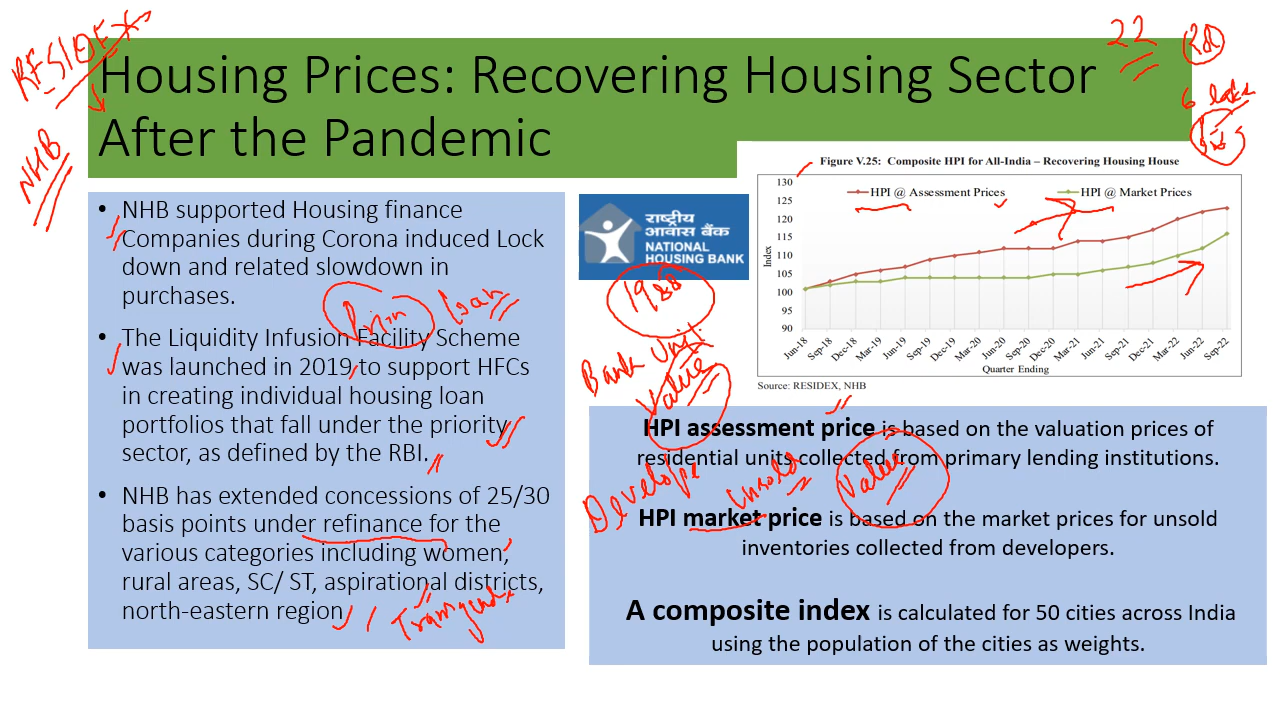 RESIDEX
NHB
22
6 lakh
Housing Prices: Recovering Housing Sector
After the Pandemic
• NHB supported Housing finance
Companies during Corona induced Lock
down and related slowdown in
purchases.
loan
• The Liquidity Infusion Facility Scheme
was launched in 2019 to support HFCs
in creating individual housing loan
portfolios that fall under the priority
sector, as defined by the RBI.
• NHB has extended concessions of 25/30
basis points under refinance for the
various categories including women,
rural areas, SC/ ST, aspirational districts,
north-eastern region
राष्ट्रीय
आवास बैंक
NATIONAL
HOUSING BANK
1988
Bank Unit
Value
Figure V.25: Composite HPI for All-India – Recovering Housing House
HPI @ Assessment Prices HPI @ Market Prices
Index
130
125
120
115
110
105
100
95
90
Jun-18 Sep-18 Dec-18 Mar-19 Jun-19 Sep-19 Dec-19 Mar-20 Jun-20 Sep-20 Dec-20 Mar-21 Jun-21 Sep-21 Dec-21 Mar-22 Jun-22 Sep-22
Quarter Ending
Source: RESIDEX, NHB
HPI assessment price is based on the valuation prices of
residential units collected from primary lending institutions.
Develope Unsold Value
HPI market price is based on the market prices for unsold
inventories collected from developers.
A composite index is calculated for 50 cities across India
using the population of the cities as weights.